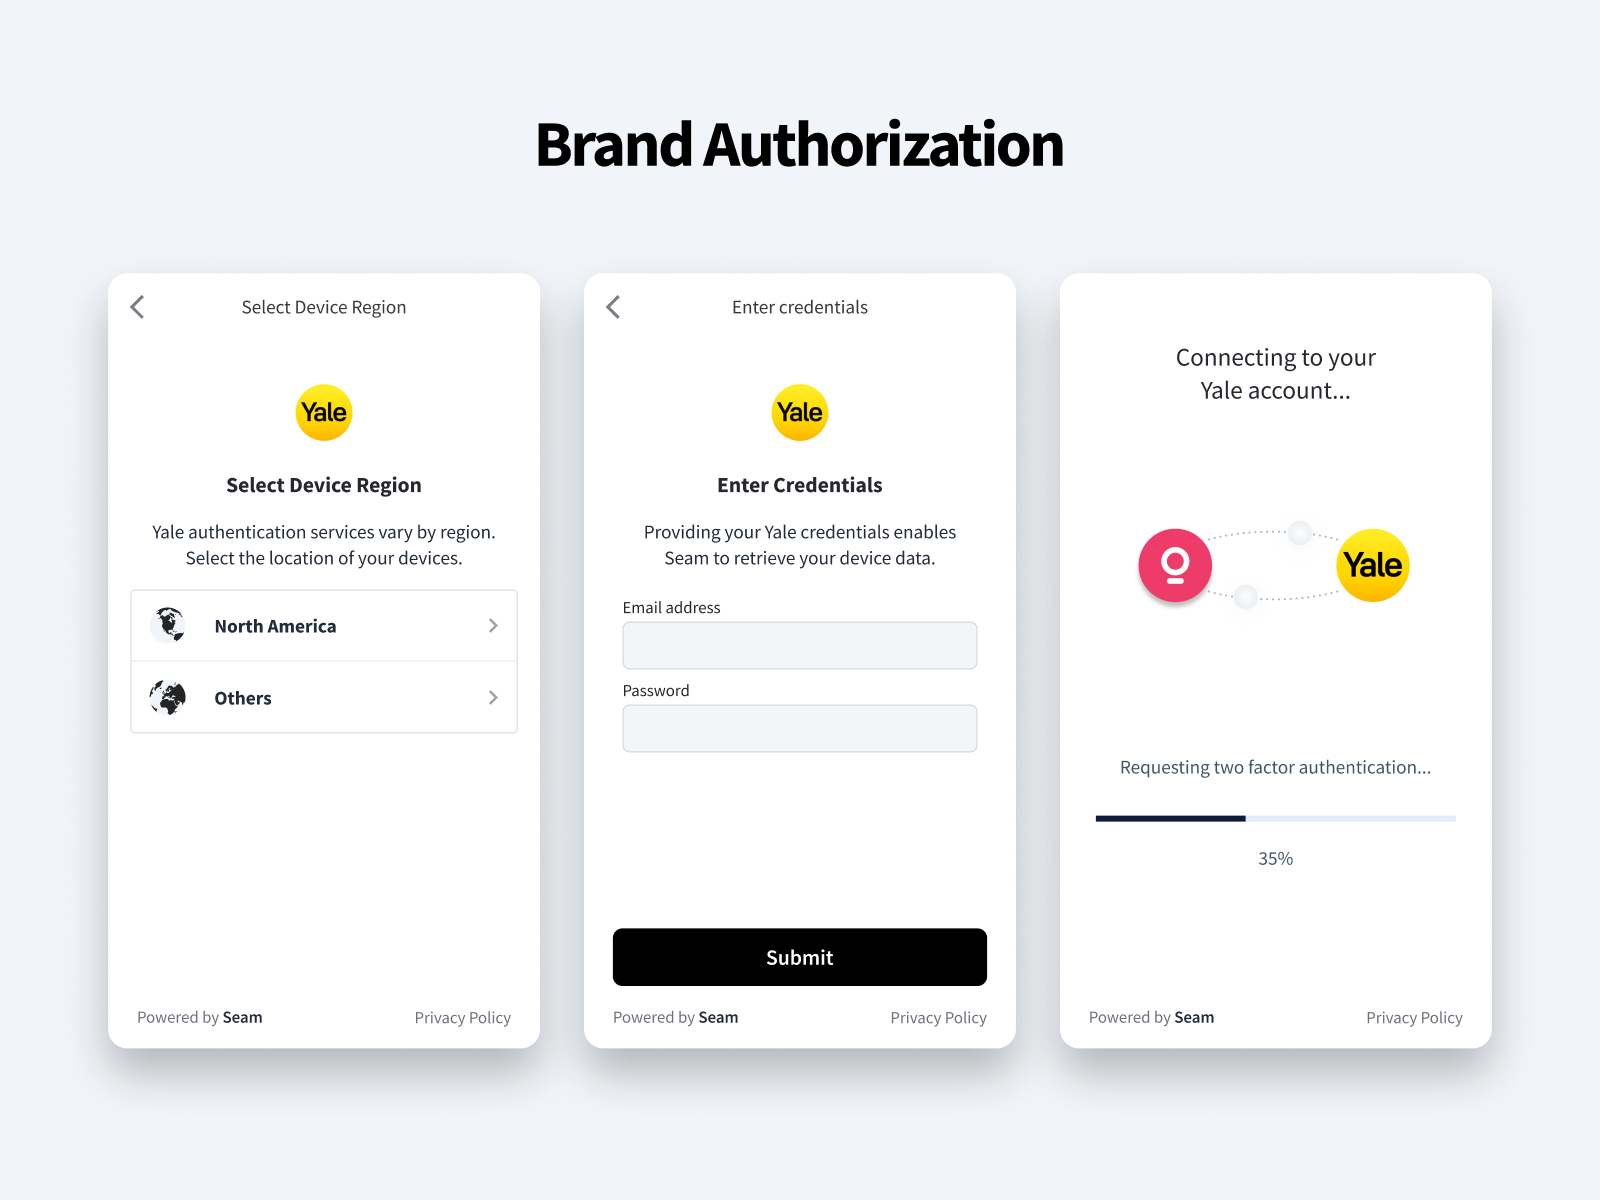 Brand Authorization
Select Device Region
Yale
Select Device Region
Yale authentication services vary by region.
Select the location of your devices.
North America
Others
Powered by Seam
Privacy Policy
Enter credentials
Yale
Enter Credentials
Providing your Yale credentials enables
Seam to retrieve your device data.
Email address
Password
Submit
Powered by Seam
Privacy Policy
Connecting to your
Yale account...
Yale
Requesting two factor authentication...
35%
Powered by Seam
Privacy Policy